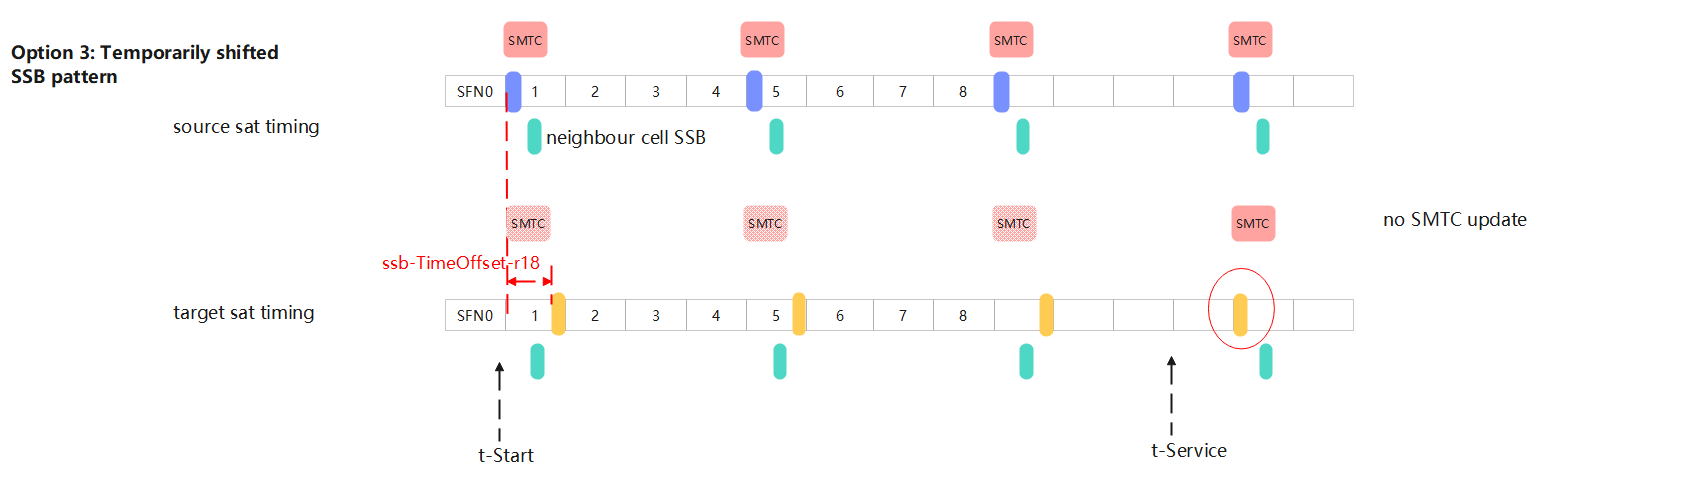 SMTC SMTC SMTC SMTC
Option 3: Temporarily shifted
SSB pattern
SFN0 1 2 3 4 5 6 7 8
source sat timing
neighbour cell SSB
SMTC SMTC SMTC SMTC
no SMTC update
ssb-TimeOffset-r18
target sat timing
SFN0 1 2 3 4 5 6 7 8
t-Start
t-Service